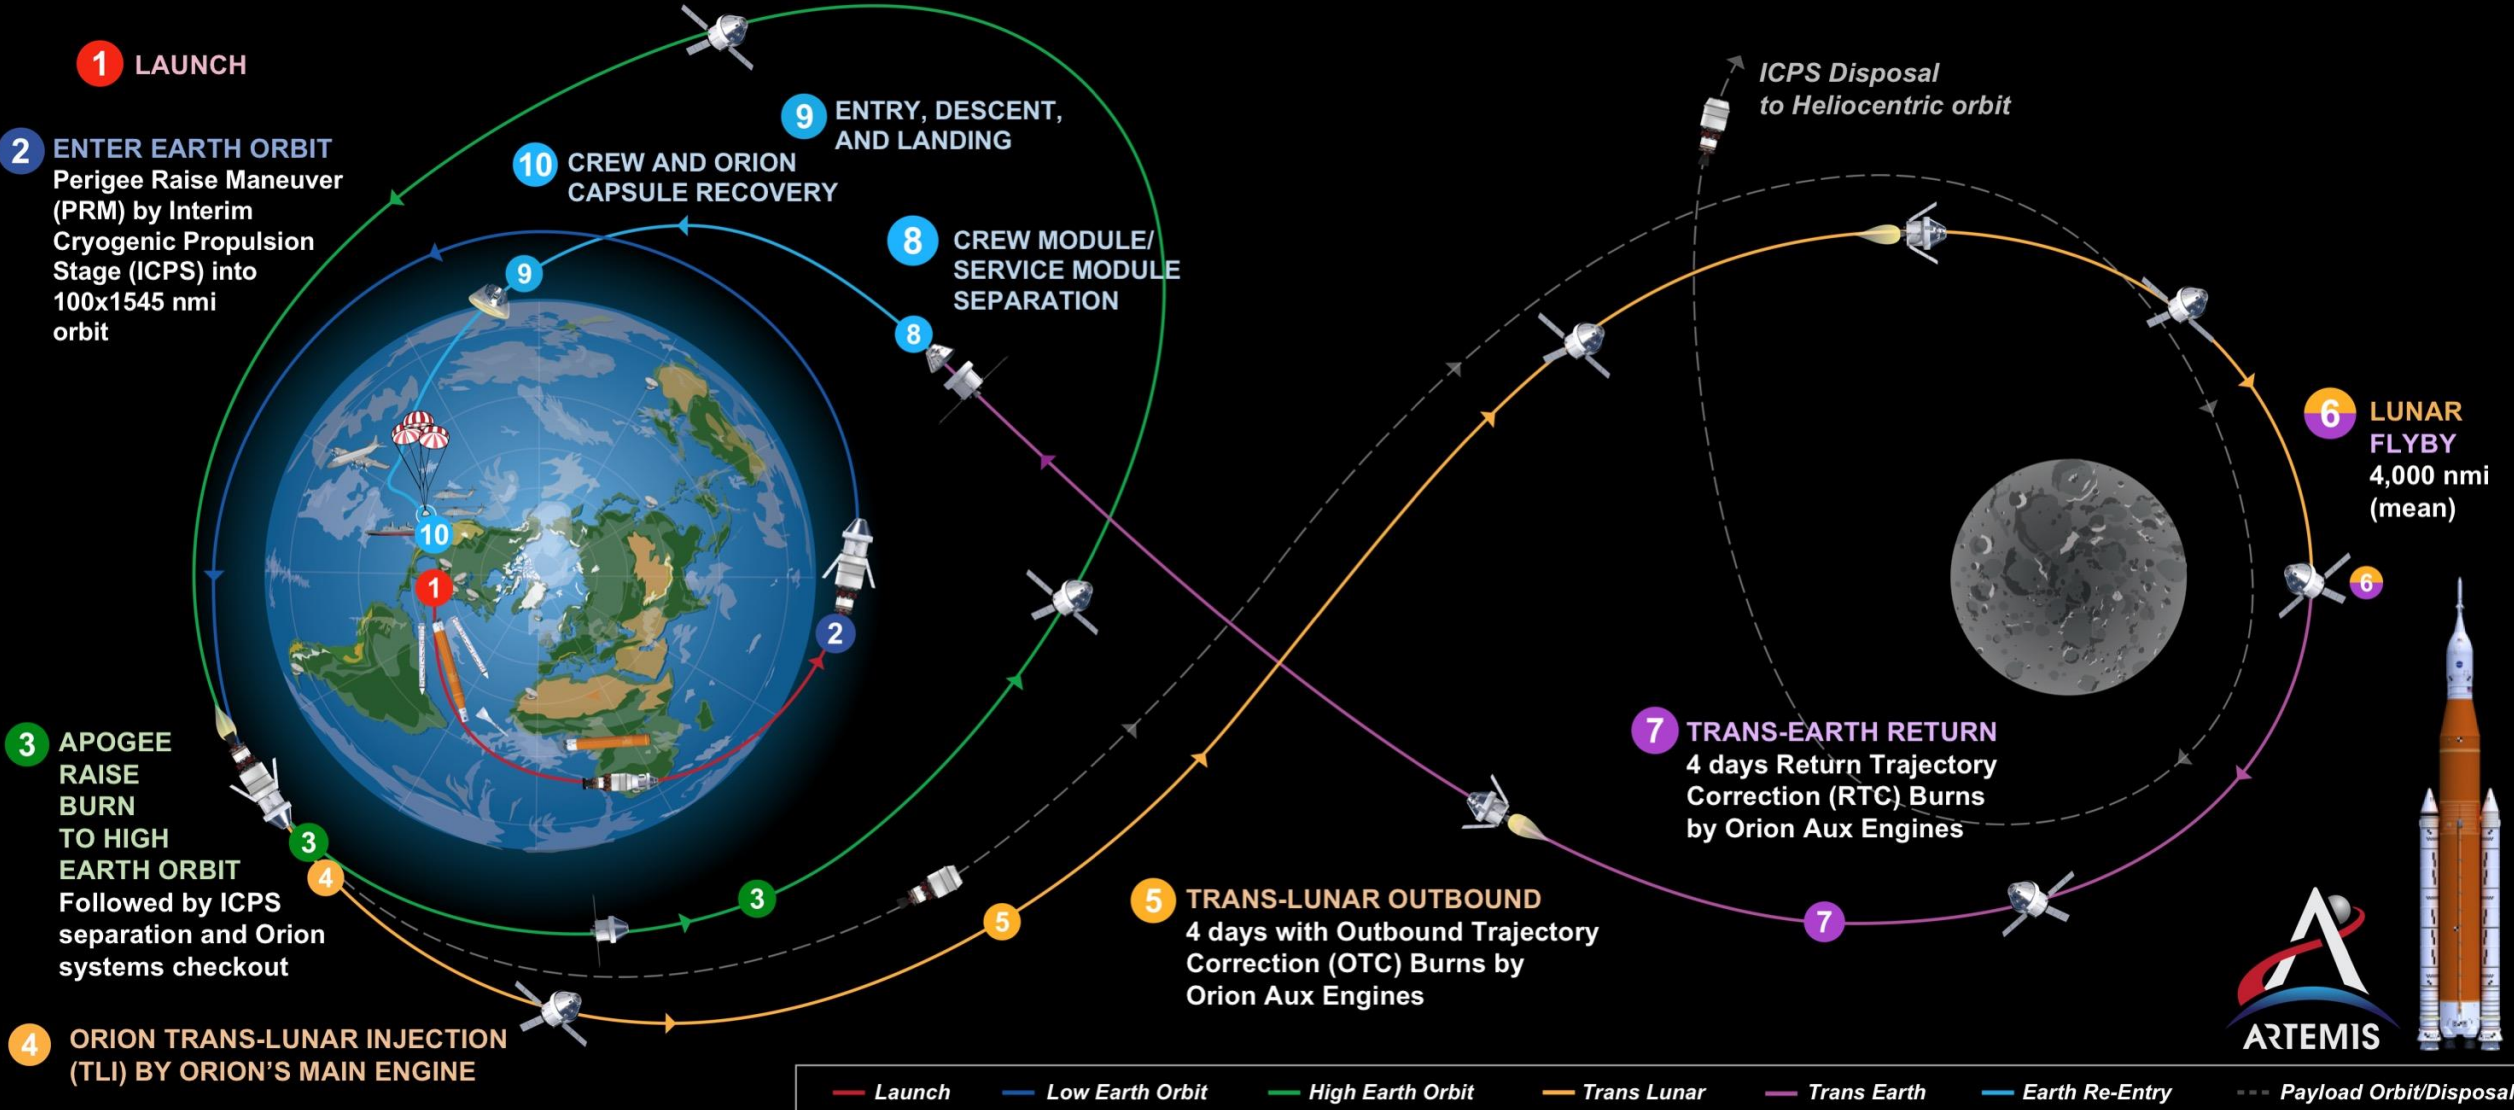 1 LAUNCH
2 ENTER EARTH ORBIT
Perigee Raise Maneuver
(PRM) by Interim
Cryogenic Propulsion
Stage (ICPS) into
100x1545 nmi
orbit
9 ENTRY, DESCENT,
AND LANDING
10 CREW AND ORION
CAPSULE RECOVERY
8 CREW MODULE/
SERVICE MODULE
SEPARATION
ICPS Disposal
to Heliocentric orbit
9
8
10
1
2
6 LUNAR
FLYBY
4,000 nmi
(mean)
6
3 APOGEE
RAISE
BURN
TO HIGH
EARTH ORBIT
Followed by ICPS
separation and Orion
systems checkout
3
4
3
5
7 TRANS-EARTH RETURN
4 days Return Trajectory
Correction (RTC) Burns
by Orion Aux Engines
5 TRANS-LUNAR OUTBOUND
4 days with Outbound Trajectory
Correction (OTC) Burns by
Orion Aux Engines
7
4 ORION TRANS-LUNAR INJECTION
(TLI) BY ORION’S MAIN ENGINE
ARTEMIS
Launch
Low Earth Orbit
High Earth Orbit
Trans Lunar
Trans Earth
Earth Re-Entry
Payload Orbit/Disposal